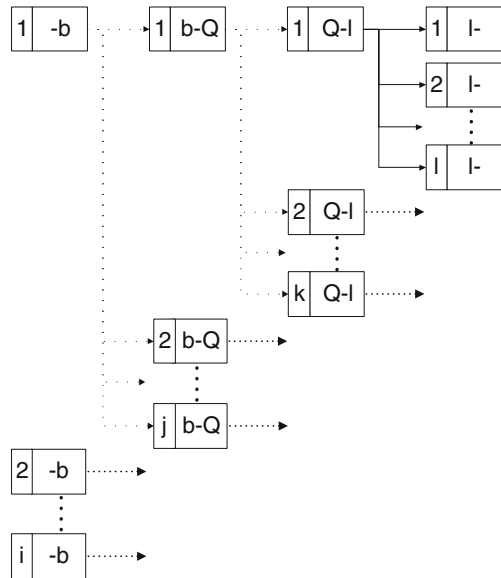 1 -b 1 b-Q 1 Q-l 1 l-
2 l-
l l-
2 Q-l
k Q-l
2 b-Q
j b-Q
2 -b
i -b